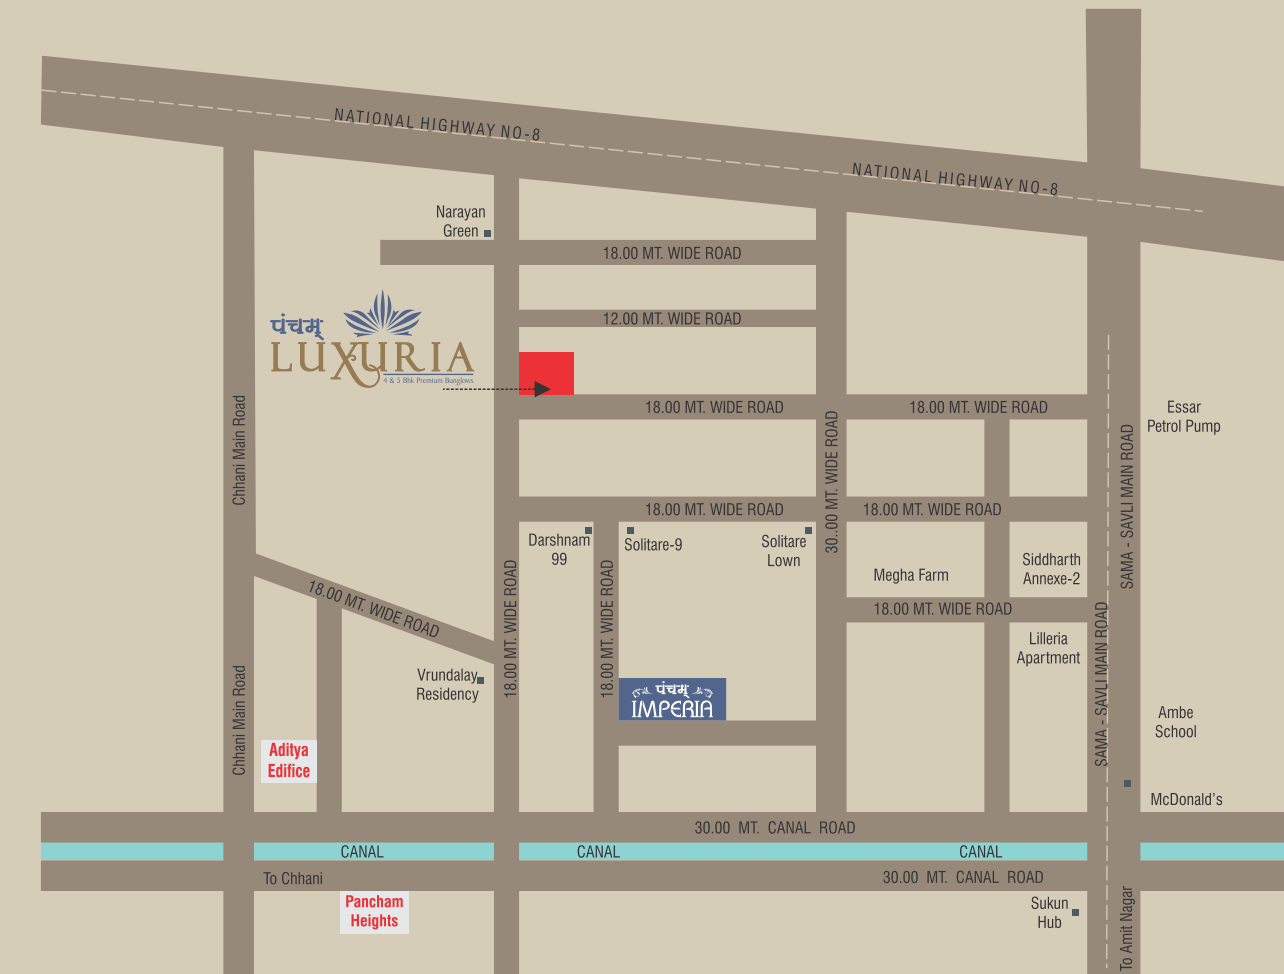 NATIONAL HIGHWAY NO-8
NATIONAL HIGHWAY NO-8
Narayan
Green
18.00 MT. WIDE ROAD
12.00 MT. WIDE ROAD
पंचम्
LUXURIA
4 & 5 Bhk Premium Bunglows
Chhani Main Road
18.00 MT. WIDE ROAD
18.00 MT. WIDE ROAD
30..00 MT. WIDE ROAD
SAMA - SAVLI MAIN ROAD
Essar
Petrol Pump
18.00 MT. WIDE ROAD
18.00 MT. WIDE ROAD
Darshnam
99
Solitare-9
Solitare
Lown
Megha Farm
Siddharth
Annexe-2
18.00 MT. WIDE ROAD
18.00 MT. WIDE ROAD
18.00 MT. WIDE ROAD
18.00 MT. WIDE ROAD
SAMA - SAVLI MAIN ROAD
Lilleria
Apartment
Vrundalay
Residency
Chhani Main Road
पंचम्
IMPERIA
Ambe
School
Aditya
Edifice
McDonald's
30.00 MT. CANAL ROAD
CANAL
CANAL
CANAL
To Chhani
30.00 MT. CANAL ROAD
Pancham
Heights
Sukun
Hub
To Amit Nagar